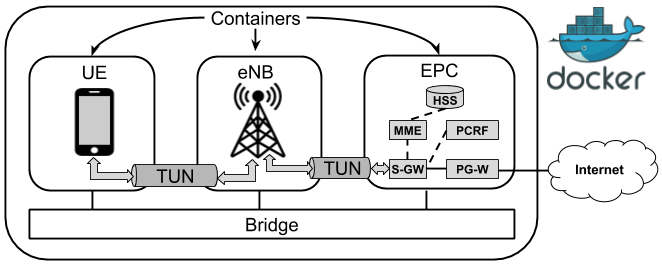 Containers
UE
eNB
EPC
docker
HSS
MME
PCRF
S-GW
PG-W
Internet
TUN
TUN
Bridge